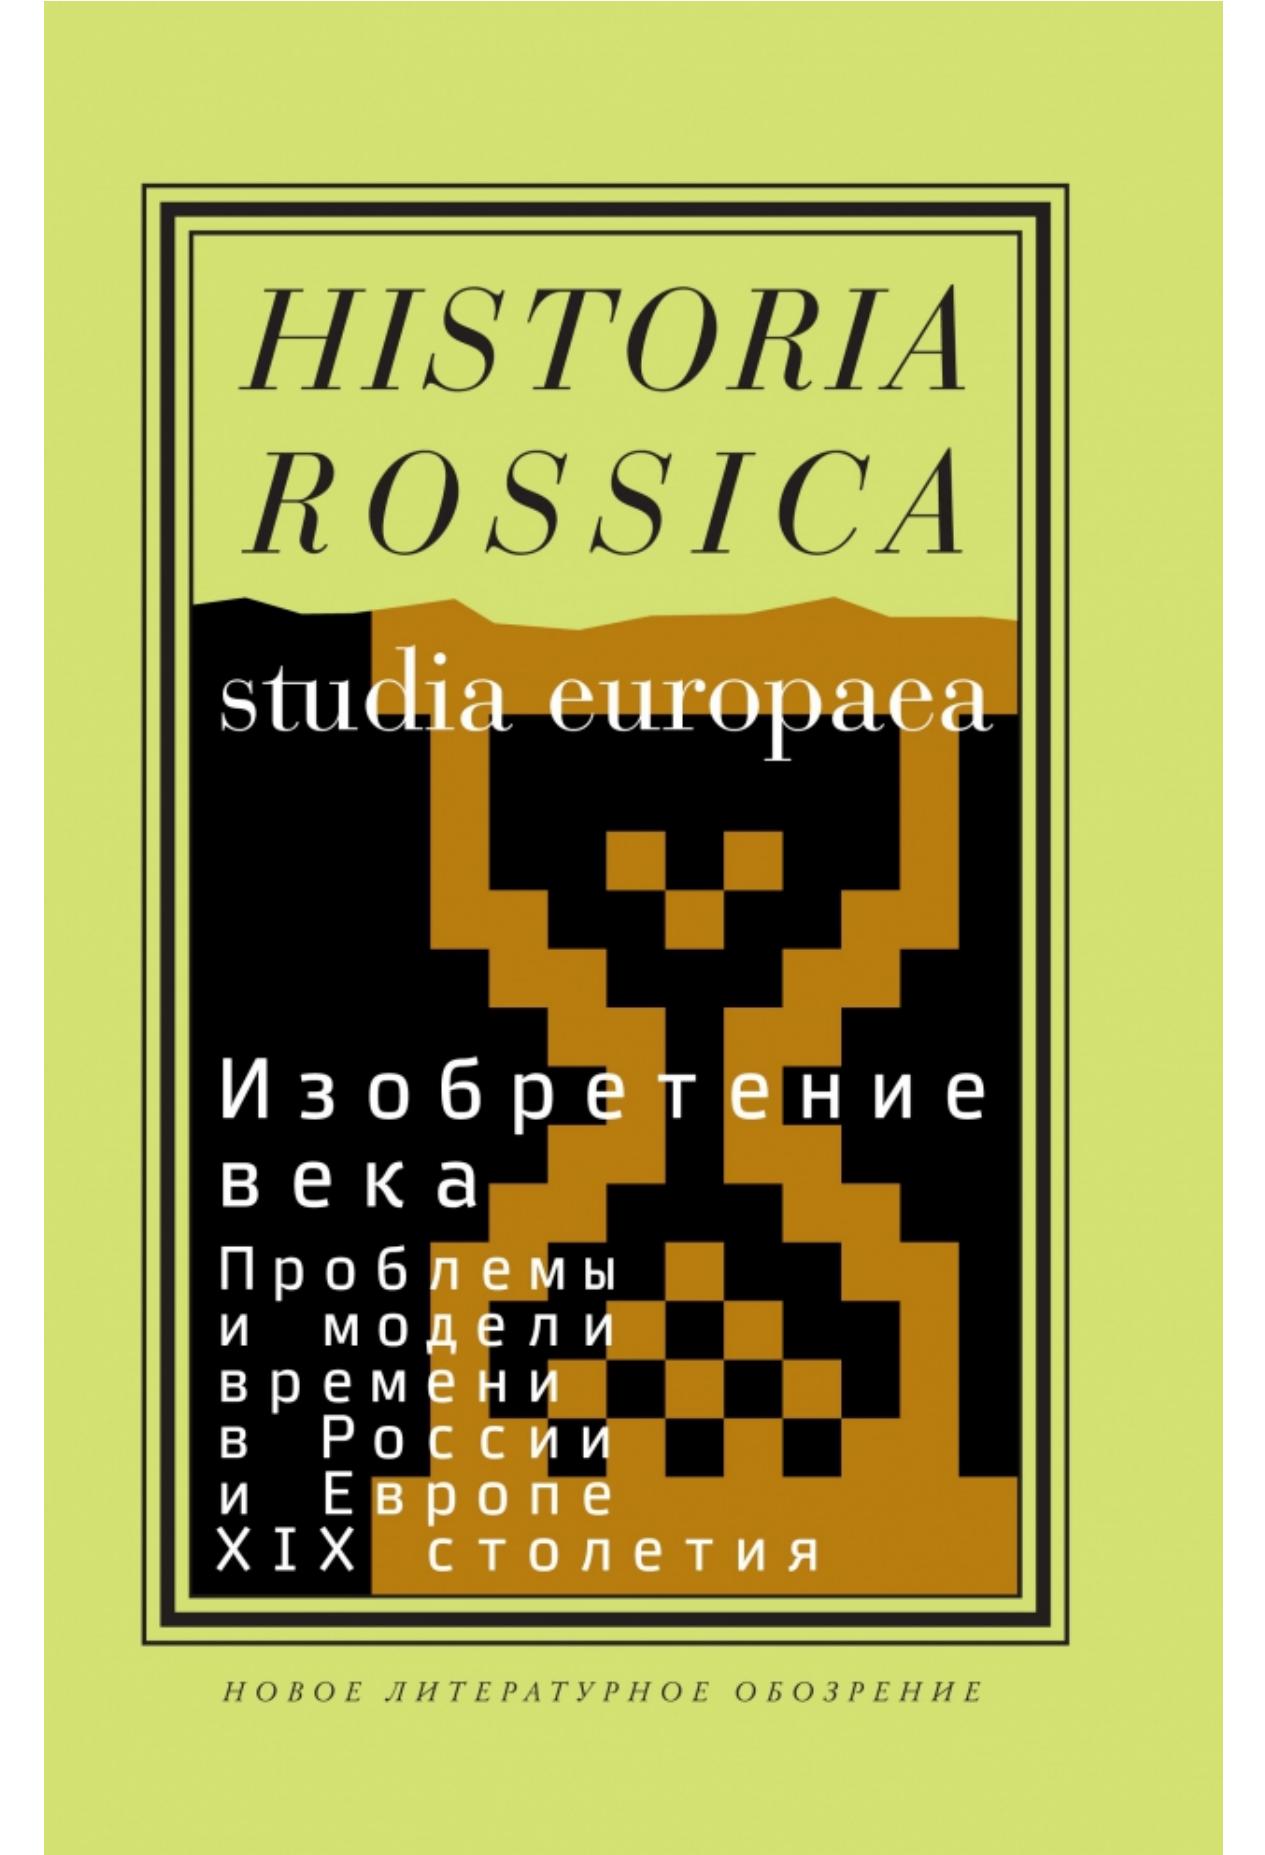 HISTORIA
ROSSICA
studia europaea
Изобретение
века
Проблемы
и модели
времени
в России
и Европе
XIX столетия
НОВОЕ ЛИТЕРАТУРНОЕ ОБОЗРЕНИЕ